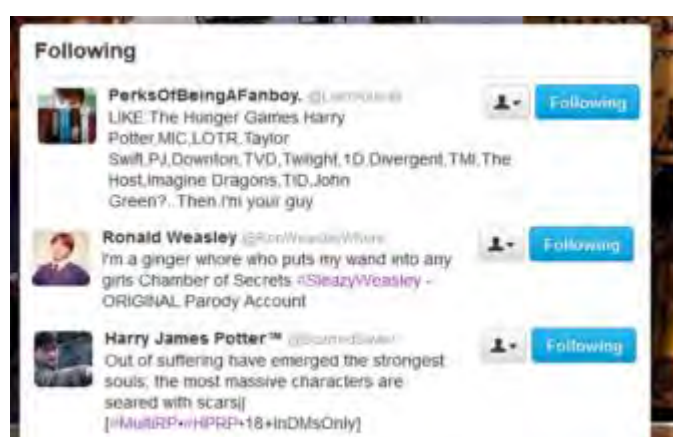 Following
PerksOfBeingAFanboy.
Following
LIKE The Hunger Games Harry
Potter,MIC,LOTR,Taylor
Swift,PJ,Downton,TVD,Twilight,1D,Divergent,TMI,The
Host,Imagine Dragons,TID,John
Green?..Then I'm your guy
Ronald Weasley @RonWeasleyWhore
Following
I'm a ginger whore who puts my wand into any
girls Chamber of Secrets #SleazyWeasley -
ORIGINAL Parody Account
Harry James Potter™
Following
Out of suffering have emerged the strongest
souls; the most massive characters are
seared with scars||
[#MultiRP•#HPRP•18+inDMsOnly]